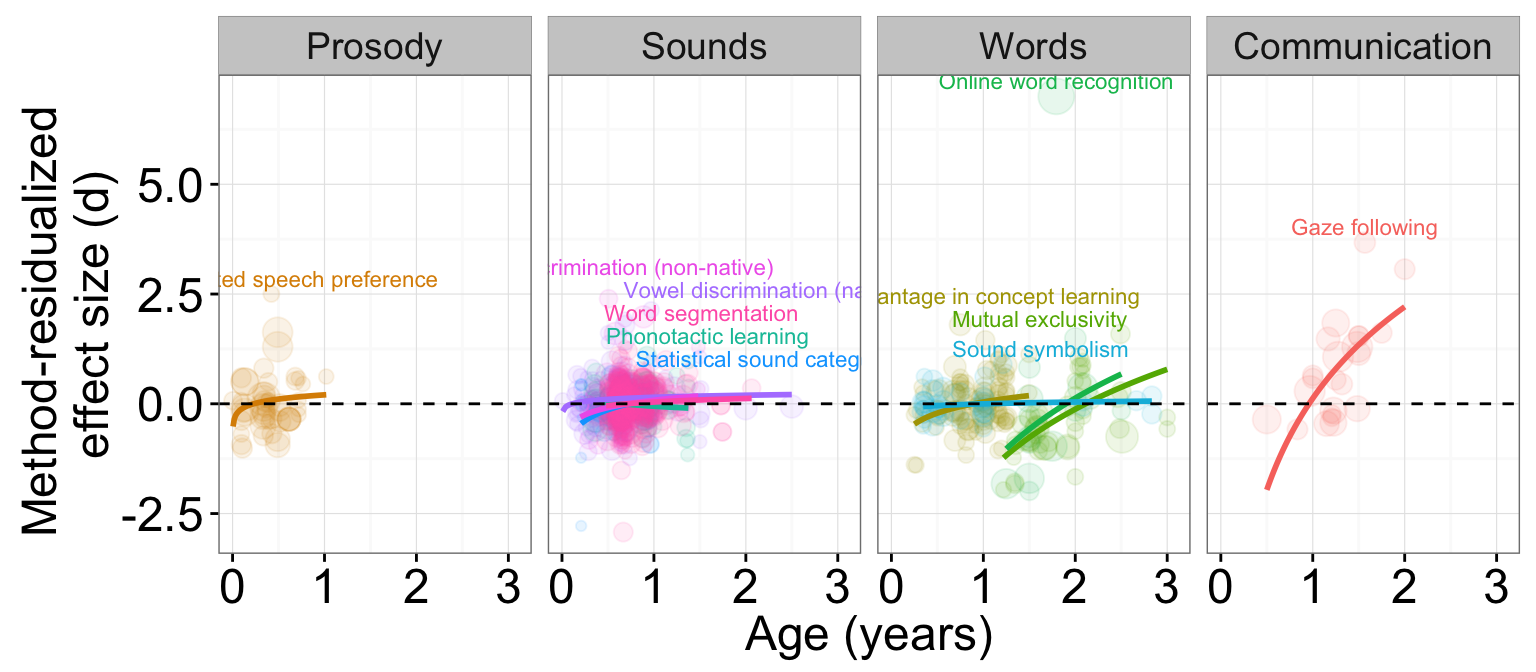 Prosody
Sounds
Words
Communication
Method-residualized
effect size (d)
5.0
2.5
0.0
-2.5
ted speech preference
crimination (non-native)
Vowel discrimination (na
Word segmentation
Phonotactic learning
Statistical sound categ
Online word recognition
antage in concept learning
Mutual exclusivity
Sound symbolism
Gaze following
0 1 2 3
0 1 2 3
0 1 2 3
0 1 2 3
Age (years)